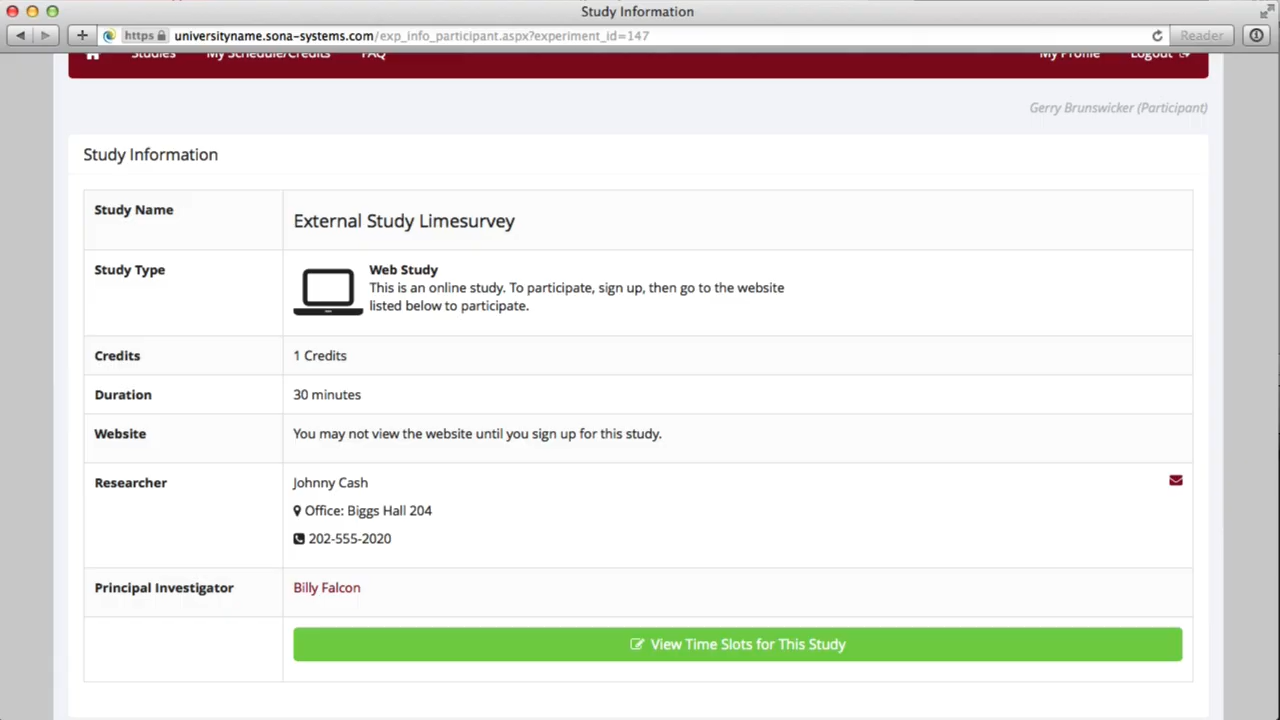 Study Information
https universityname.sona-systems.com/exp_info_participant.aspx?experiment_id=147
Reader
Studies My Schedule/Credits FAQ My Profile Logout
Gerry Brunswicker (Participant)
Study Information
Study Name
External Study Limesurvey
Study Type
Web Study
This is an online study. To participate, sign up, then go to the website
listed below to participate.
Credits
1 Credits
Duration
30 minutes
Website
You may not view the website until you sign up for this study.
Researcher
Johnny Cash
Office: Biggs Hall 204
202-555-2020
Principal Investigator
Billy Falcon
View Time Slots for This Study